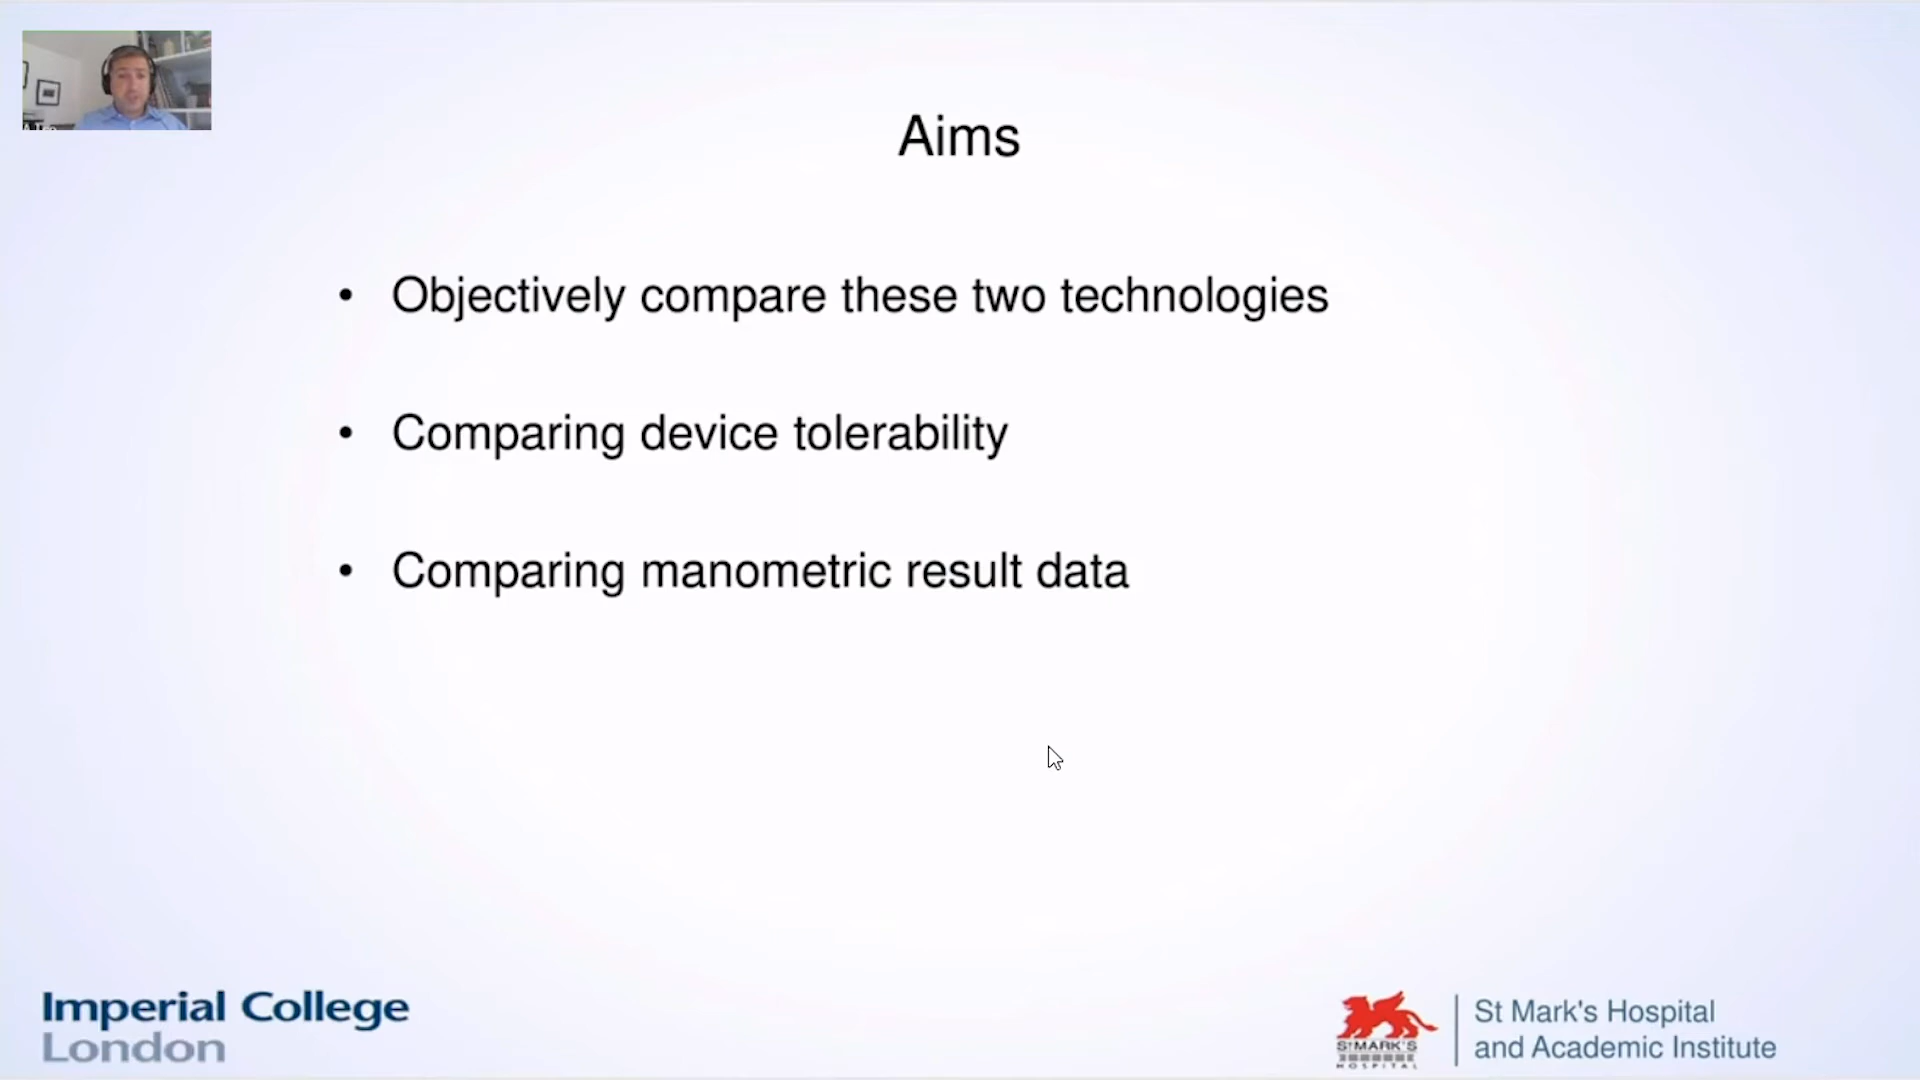 Aims
• Objectively compare these two technologies
• Comparing device tolerability
• Comparing manometric result data
Imperial College
London
ST MARK'S
HOSPITAL
St Mark's Hospital
and Academic Institute